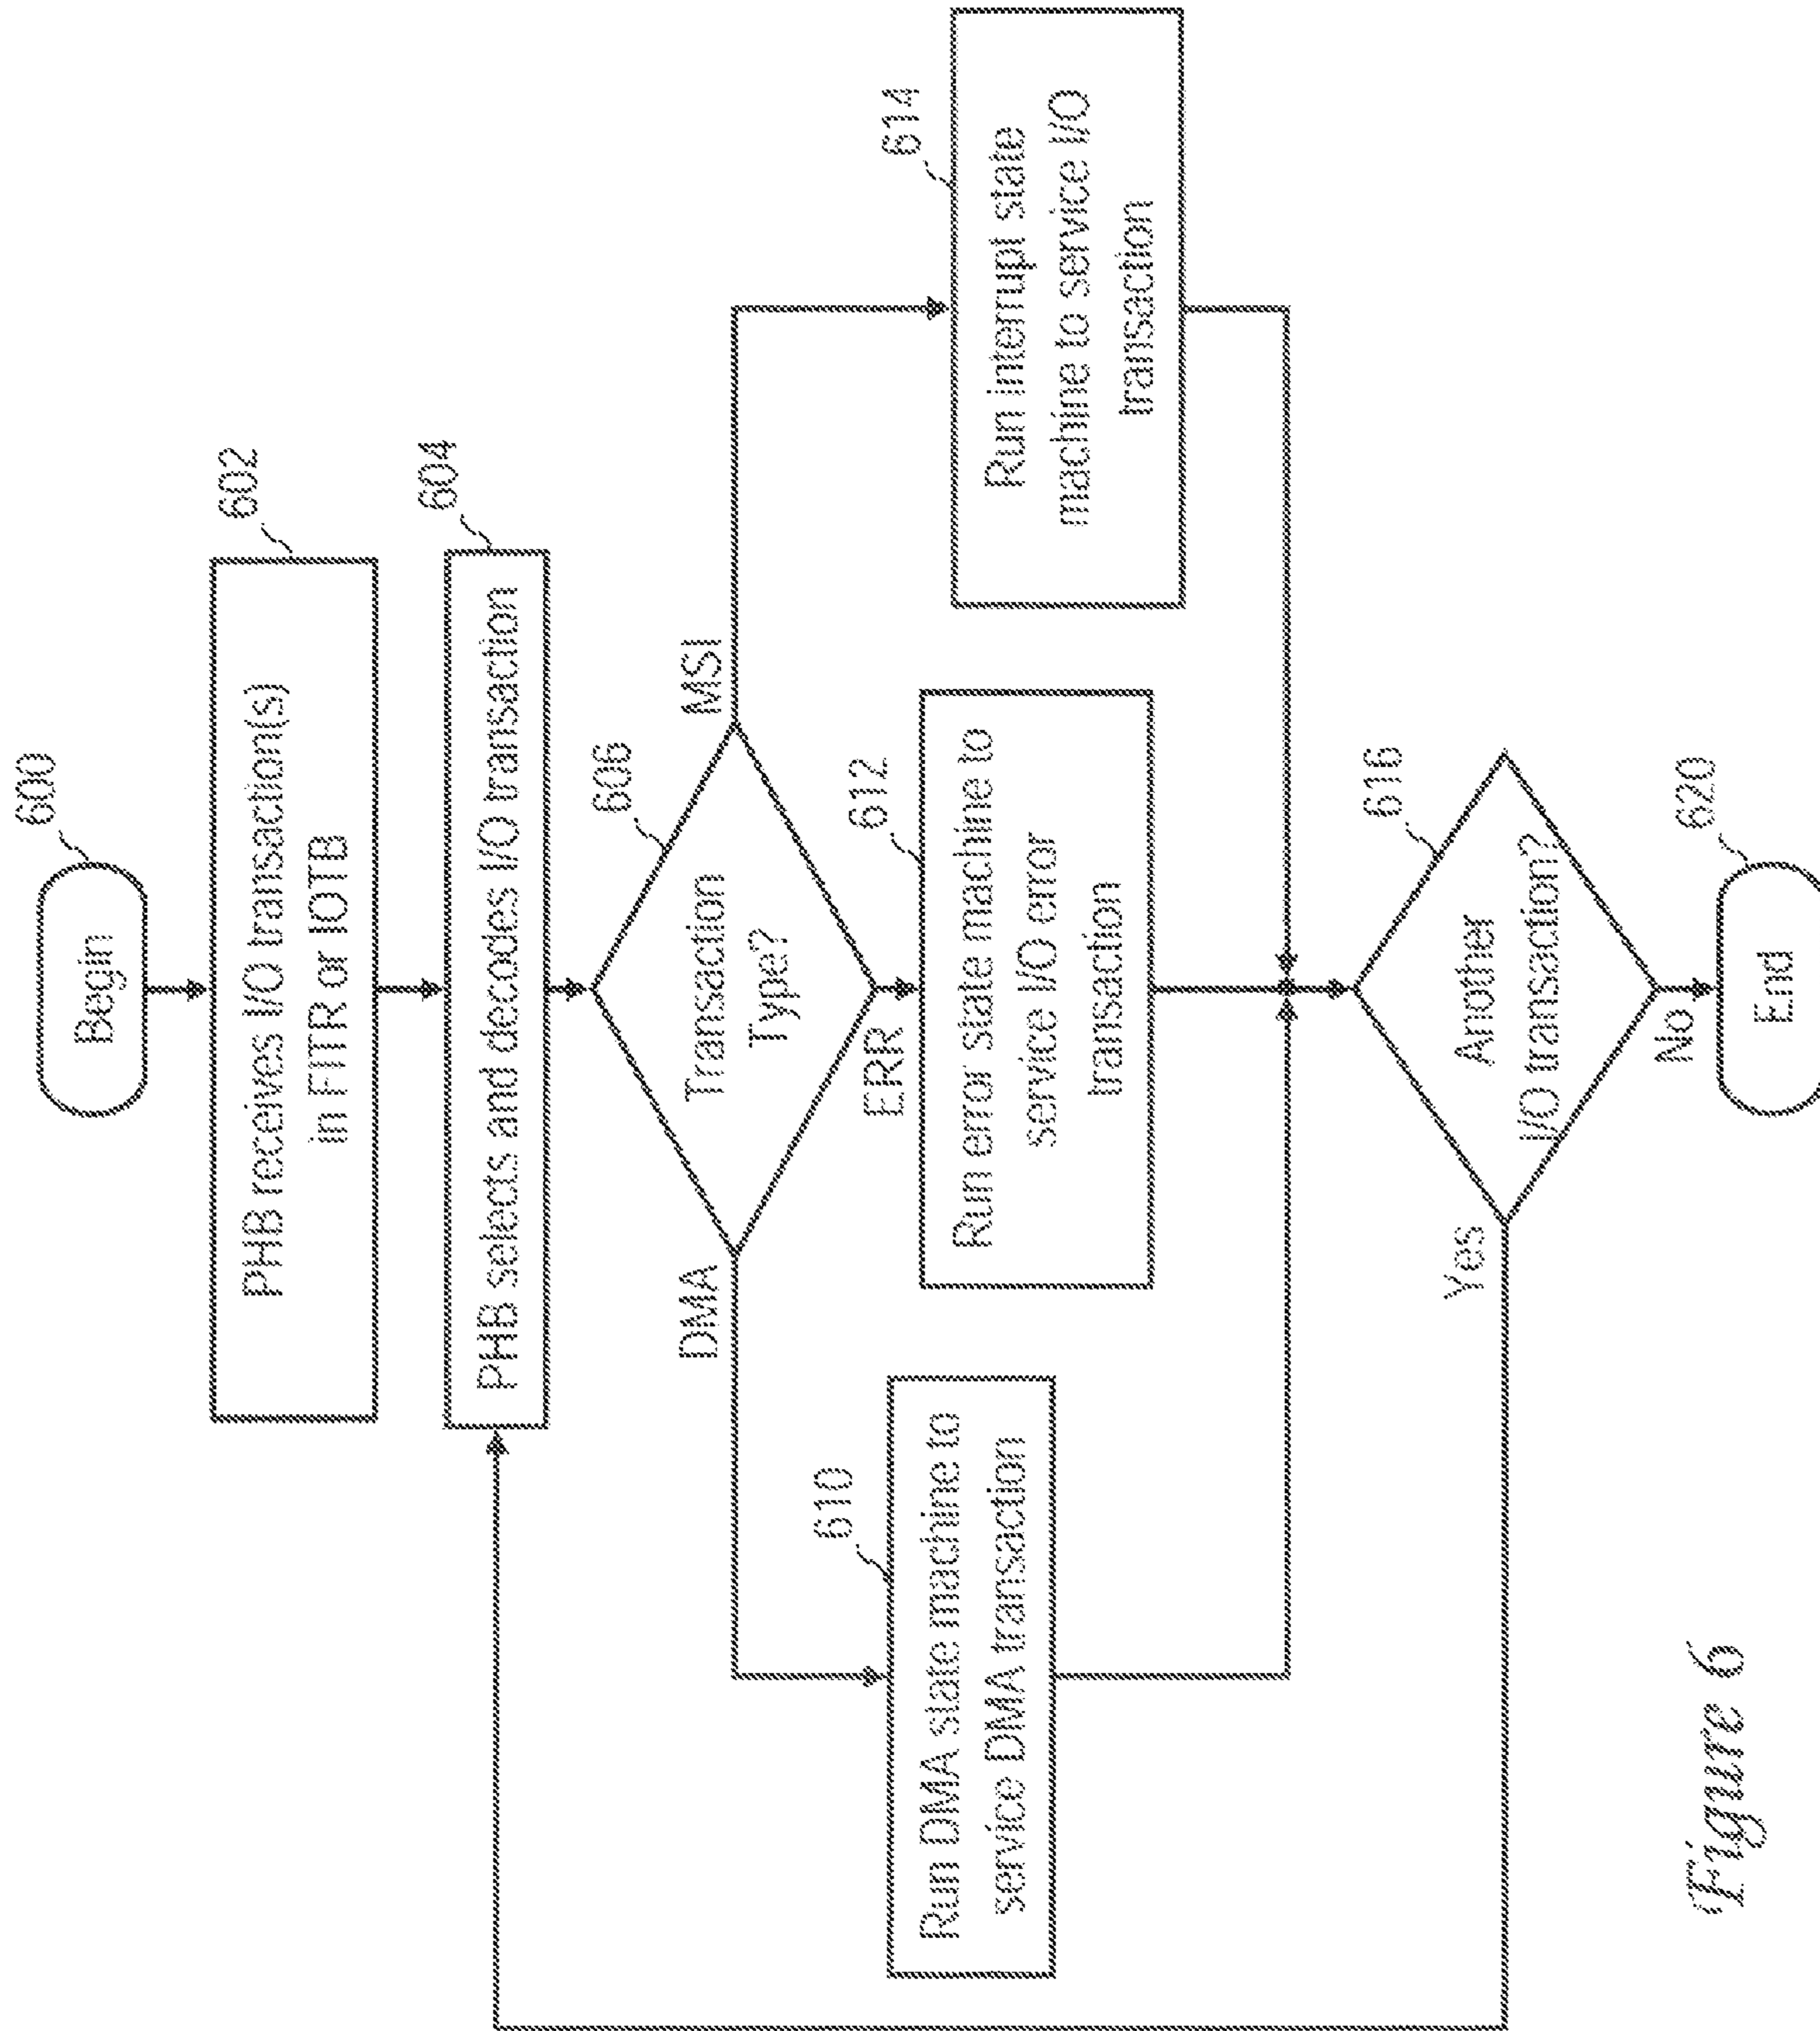 Begin
600
PHB receives I/O transaction(s)
in FITR or IOTB
602
PHB selects and decodes I/O transaction
604
Transaction
Type?
606
DMA
ERR
MSI
Run DMA state machine to
service DMA transaction
610
Run error state machine to
service I/O error
transaction
612
Run interrupt state
machine to service I/O
transaction
614
Another
I/O transaction?
616
Yes
No
End
620
Figure 6